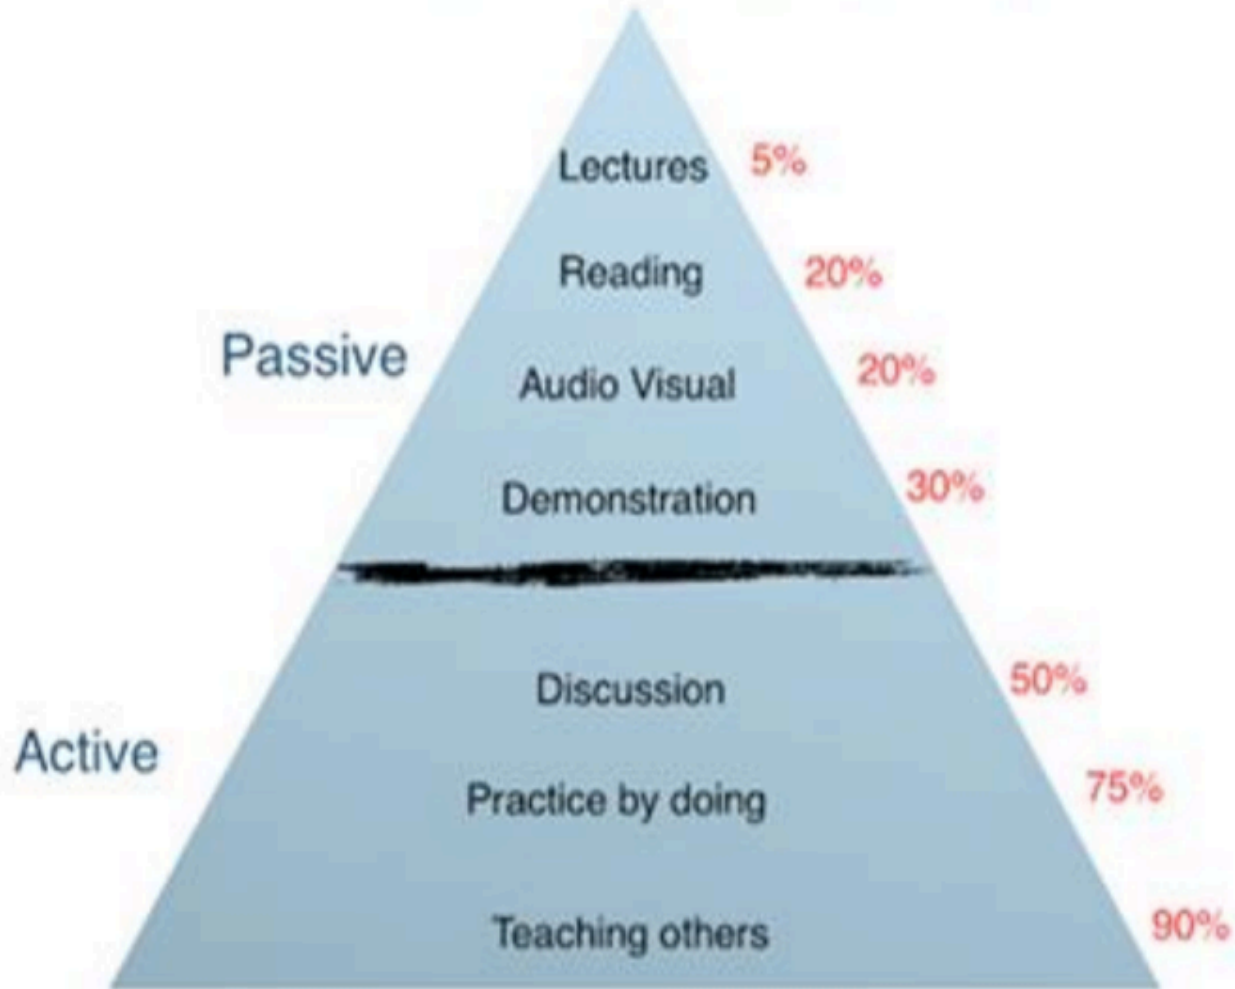 Lectures 5%
Reading 20%
Passive
Audio Visual 20%
Demonstration 30%
Discussion 50%
Active
Practice by doing 75%
Teaching others 90%